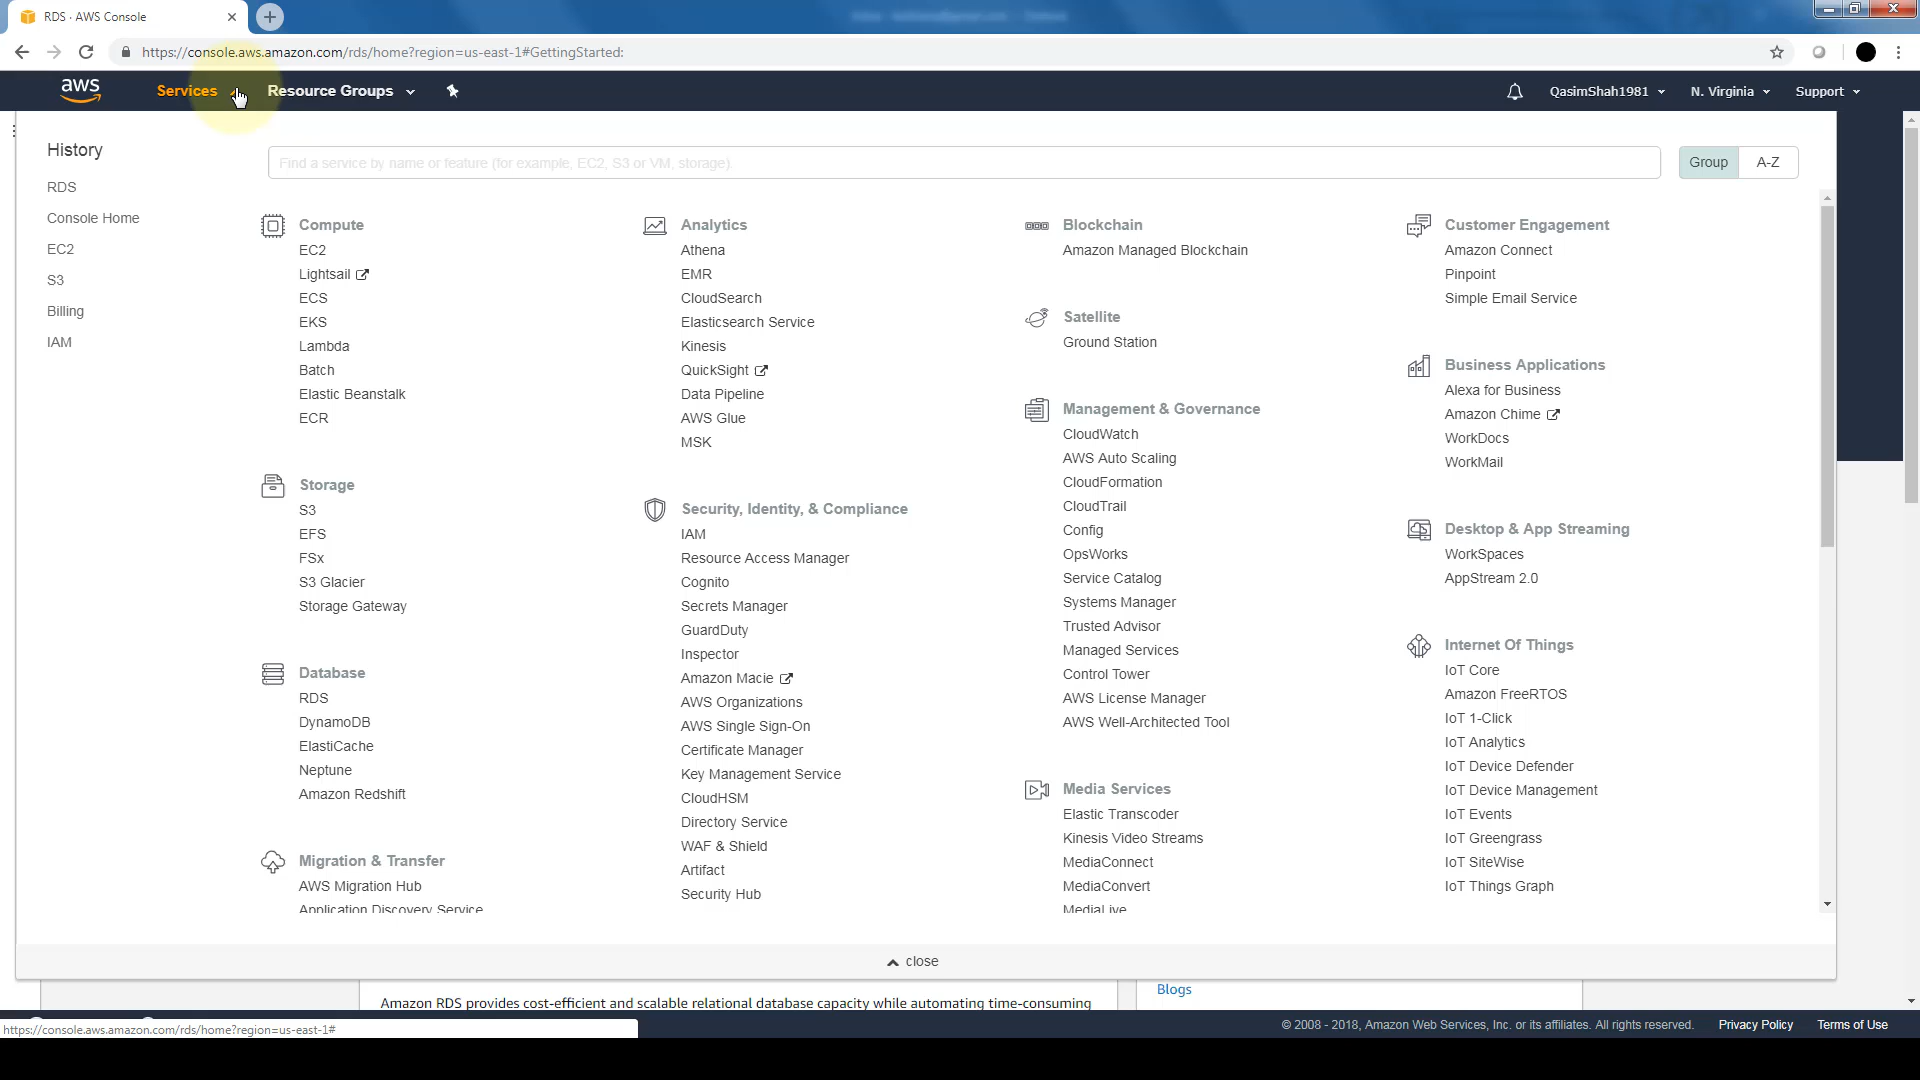 RDS · AWS Console
https://console.aws.amazon.com/rds/home?region=us-east-1#GettingStarted:
aws
Services
Resource Groups
QasimShah1981
N. Virginia
Support
History
RDS
Console Home
EC2
S3
Billing
IAM
Find a service by name or feature (for example, EC2, S3 or VM, storage).
Group
A-Z
Compute
EC2
Lightsail
ECS
EKS
Lambda
Batch
Elastic Beanstalk
ECR
Storage
S3
EFS
FSx
S3 Glacier
Storage Gateway
Database
RDS
DynamoDB
ElastiCache
Neptune
Amazon Redshift
Migration & Transfer
AWS Migration Hub
Application Discovery Service
Analytics
Athena
EMR
CloudSearch
Elasticsearch Service
Kinesis
QuickSight
Data Pipeline
AWS Glue
MSK
Security, Identity, & Compliance
IAM
Resource Access Manager
Cognito
Secrets Manager
GuardDuty
Inspector
Amazon Macie
AWS Organizations
AWS Single Sign-On
Certificate Manager
Key Management Service
CloudHSM
Directory Service
WAF & Shield
Artifact
Security Hub
Blockchain
Amazon Managed Blockchain
Satellite
Ground Station
Management & Governance
CloudWatch
AWS Auto Scaling
CloudFormation
CloudTrail
Config
OpsWorks
Service Catalog
Systems Manager
Trusted Advisor
Managed Services
Control Tower
AWS License Manager
AWS Well-Architected Tool
Media Services
Elastic Transcoder
Kinesis Video Streams
MediaConnect
MediaConvert
MediaLive
Customer Engagement
Amazon Connect
Pinpoint
Simple Email Service
Business Applications
Alexa for Business
Amazon Chime
WorkDocs
WorkMail
Desktop & App Streaming
WorkSpaces
AppStream 2.0
Internet Of Things
IoT Core
Amazon FreeRTOS
IoT 1-Click
IoT Analytics
IoT Device Defender
IoT Device Management
IoT Events
IoT Greengrass
IoT SiteWise
IoT Things Graph
close
Amazon RDS provides cost-efficient and scalable relational database capacity while automating time-consuming
Blogs
https://console.aws.amazon.com/rds/home?region=us-east-1#
© 2008 - 2018, Amazon Web Services, Inc. or its affiliates. All rights reserved.
Privacy Policy
Terms of Use